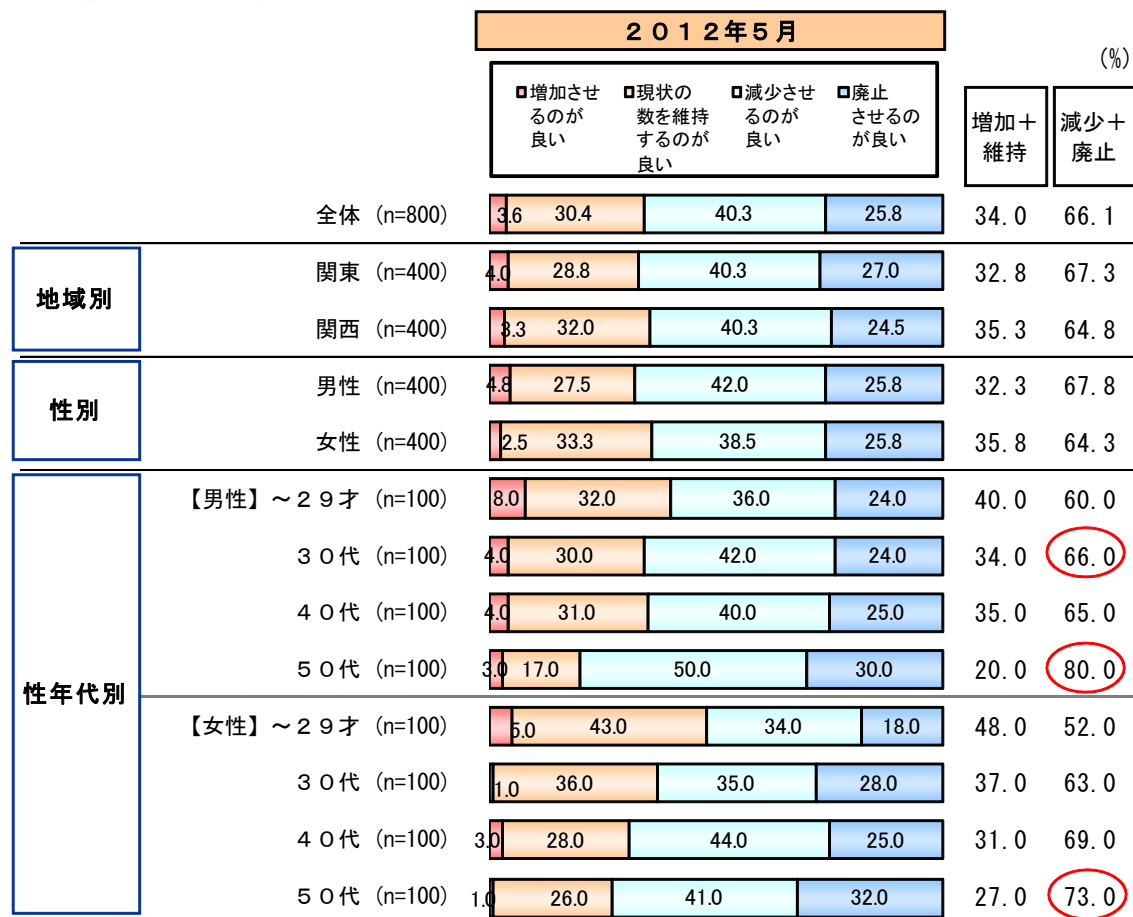 ２０１２年５月
(%)
■増加させるのが良い
■現状の数を維持するのが良い
■減少させるのが良い
■廃止させるのが良い
増加＋維持
減少＋廃止
全体 (n=800) 3.6 30.4 40.3 25.8 34.0 66.1
地域別
関東 (n=400) 4.0 28.8 40.3 27.0 32.8 67.3
関西 (n=400) 3.3 32.0 40.3 24.5 35.3 64.8
性別
男性 (n=400) 4.8 27.5 42.0 25.8 32.3 67.8
女性 (n=400) 2.5 33.3 38.5 25.8 35.8 64.3
性年代別
【男性】～２９才 (n=100) 8.0 32.0 36.0 24.0 40.0 60.0
３０代 (n=100) 4.0 30.0 42.0 24.0 34.0 66.0
４０代 (n=100) 4.0 31.0 40.0 25.0 35.0 65.0
５０代 (n=100) 3.0 17.0 50.0 30.0 20.0 80.0
【女性】～２９才 (n=100) 5.0 43.0 34.0 18.0 48.0 52.0
３０代 (n=100) 1.0 36.0 35.0 28.0 37.0 63.0
４０代 (n=100) 3.0 28.0 44.0 25.0 31.0 69.0
５０代 (n=100) 1.0 26.0 41.0 32.0 27.0 73.0